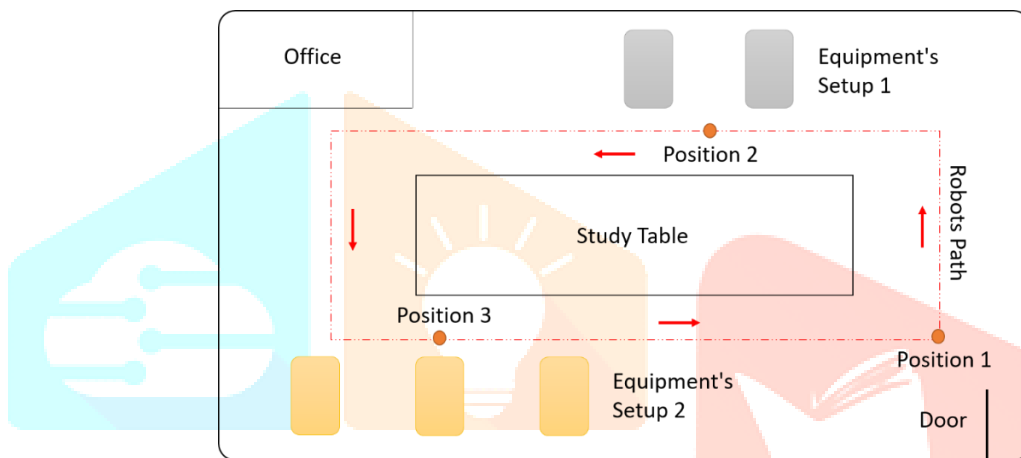 Office
Equipment's
Setup 1
Position 2
Robots Path
Study Table
Position 3
Position 1
Equipment's
Setup 2
Door